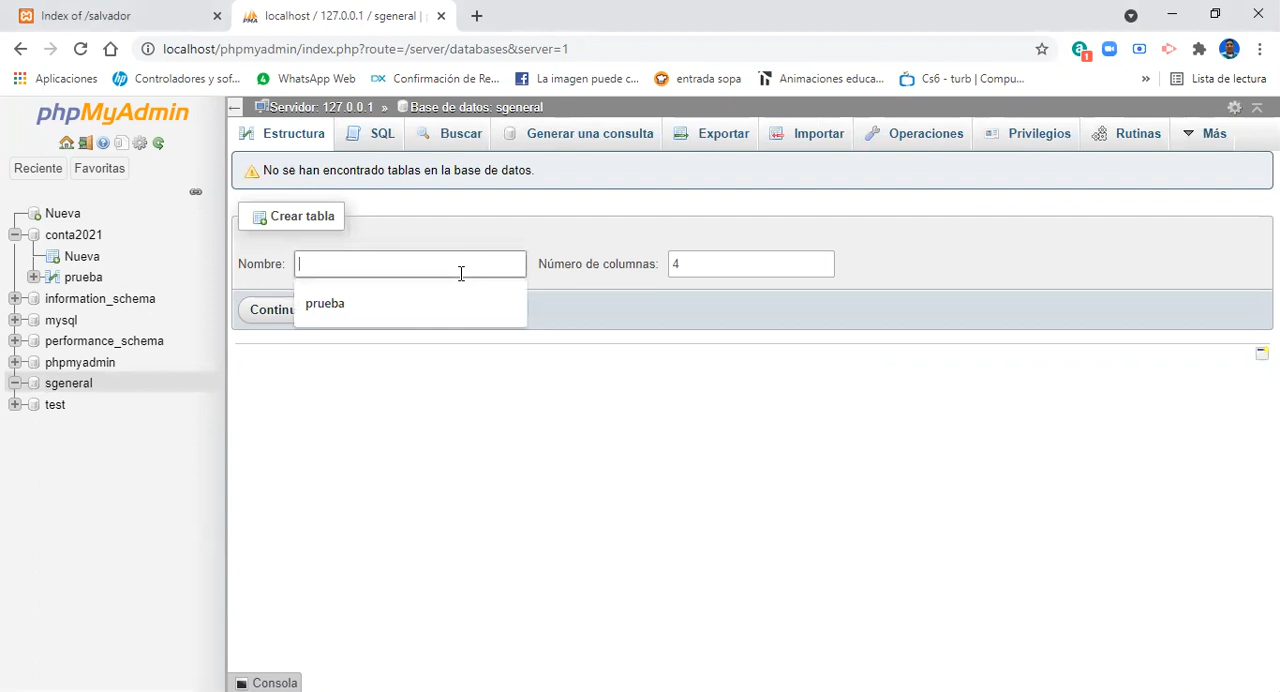 Index of /salvador
localhost / 127.0.0.1 / sgeneral |
localhost/phpmyadmin/index.php?route=/server/databases&server=1
1
Aplicaciones
Controladores y sof...
WhatsApp Web
Confirmación de Re...
La imagen puede c...
entrada sopa
Animaciones educa...
Cs6 - turb | Compu...
»
Lista de lectura
phpMyAdmin
Servidor: 127.0.0.1 » Base de datos: sgeneral
Estructura
SQL
Buscar
Generar una consulta
Exportar
Importar
Operaciones
Privilegios
Rutinas
Más
Reciente
Favoritas
No se han encontrado tablas en la base de datos.
Nueva
conta2021
Nueva
prueba
information_schema
mysql
performance_schema
phpmyadmin
sgeneral
test
Crear tabla
Nombre:
Número de columnas: 4
prueba
Continu
Consola